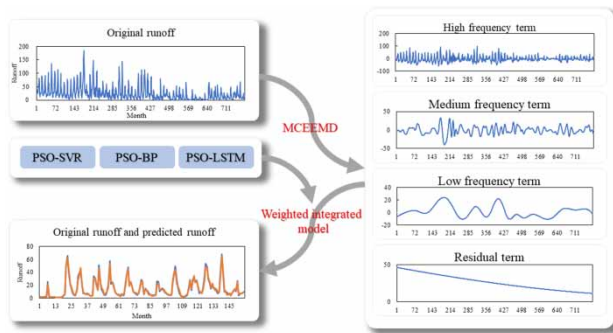 Original runoff
200
150
100
50
0
Runoff
1 72 143 214 285 356 427 498 569 640 711
Month
PSO-SVR PSO-BP PSO-LSTM
MCEEMD
Weighted integrated
model
Original runoff and predicted runoff
80
60
40
20
0
Runoff
1 13 25 37 49 61 73 85 97 109 121 133 145
Month
High frequency term
200
100
0
-100
1 72 143 214 285 356 427 498 569 640 711
Medium frequency term
50
0
-50
1 72 143 214 285 356 427 498 569 640 711
Low frequency term
50
0
-50
1 72 143 214 285 356 427 498 569 640 711
Residual term
50
0
1 72 143 214 285 356 427 498 569 640 711